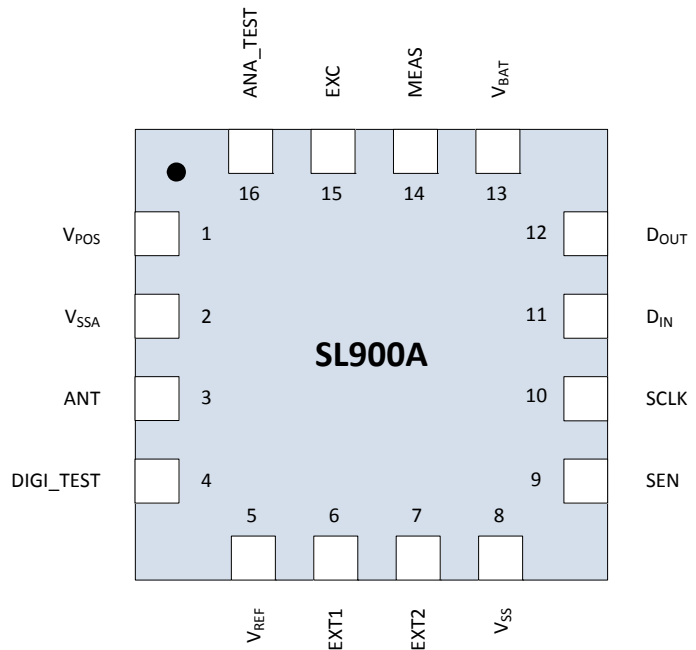 ANA_TEST
EXC
MEAS
VBAT
16
15
14
13
VPOS
1
12
DOUT
VSSA
2
11
DIN
SL900A
ANT
3
10
SCLK
DIGI_TEST
4
9
SEN
5
6
7
8
VREF
EXT1
EXT2
VSS